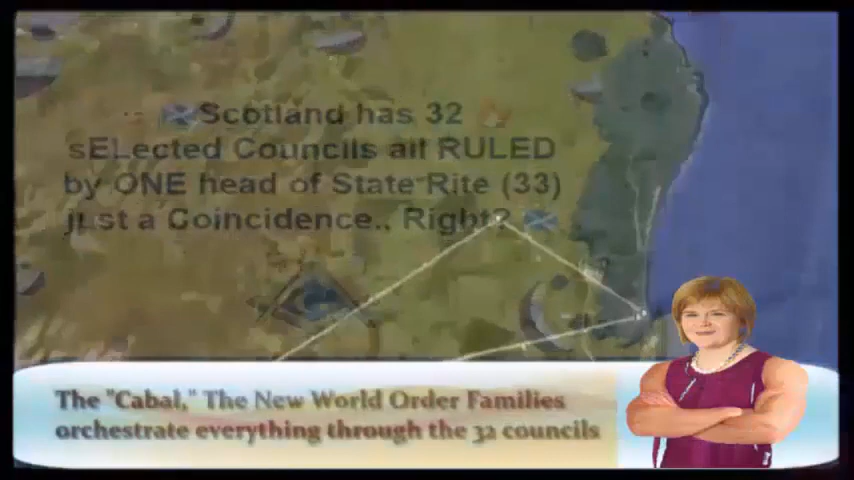 Scotland has 32
sELected Councils all RULED
by ONE head of State-Rite (33)
just a Coincidence.. Right?
The "Cabal," The New World Order Families
orchestrate everything through the 32 councils